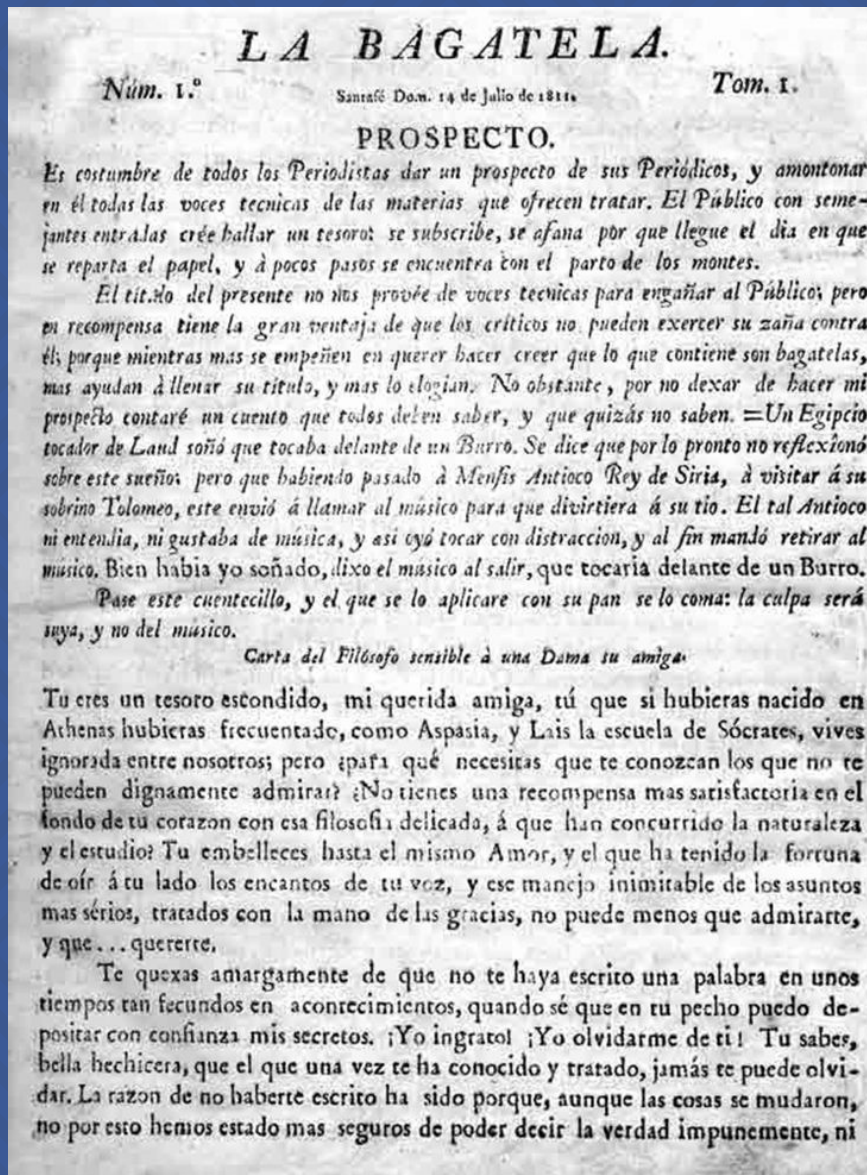 LA BAGATELA.
Núm. 1.º
Santafé Dom. 14 de Julio de 1811.
Tom. 1.
PROSPECTO.
Es costumbre de todos los Periodistas dar un prospecto de sus Periódicos, y amontonar
en él todas las voces tecnicas de las materias que ofrecen tratar. El Público con seme-
jantes entradas crée hallar un tesoro: se subscribe, se afana por que llegue el dia en que
se reparta el papel, y à pocos pasos se encuentra con el parto de los montes.
El titulo del presente no nos provée de voces tecnicas para engañar al Público; pero
en recompensa tiene la gran ventaja de que los críticos no pueden exercer su zaña contra
él; porque mientras mas se empeñen en querer hacer creer que lo que contiene son bagatelas,
mas ayudan à llenar su título, y mas lo elogian. No obstante, por no dexar de hacer mi
prospecto contaré un cuento que todos deben saber, y que quizás no saben. =Un Egipcio
tocador de Laud soñó que tocaba delante de un Burro. Se dice que por lo pronto no reflexionó
sobre este sueño; pero que habiendo pasado à Menfis Antioco Rey de Siria, à visitar á su
sobrino Tolomeo, este envió á llamar al músico para que divirtiera á su tio. El tal Antioco
ni entendia, ni gustaba de música, y asi oyó tocar con distraccion, y al fin mandó retirar al
músico. Bien habia yo soñado, dixo el músico al salir, que tocaria delante de un Burro.
Pase este cuentecillo, y el que se lo aplicare con su pan se lo coma: la culpa será
suya, y no del músico.
Carta del Filósofo sensible à una Dama su amiga.
Tu eres un tesoro escondido, mi querida amiga, tú que si hubieras nacido en
Athenas hubieras frecuentado, como Aspasia, y Lais la escuela de Sócrates, vives
ignorada entre nosotros; pero ¿para qué necesitas que te conozcan los que no te
pueden dignamente admirar? ¿No tienes una recompensa mas satisfactoria en el
fondo de tu corazon con esa filosofia delicada, á que han concurrido la naturaleza
y el estudio? Tu embelleces hasta el mismo Amor, y el que ha tenido la fortuna
de oír á tu lado los encantos de tu voz, y ese manejo inimitable de los asuntos
mas sérios, tratados con la mano de las gracias, no puede menos que admirarte,
y que... quererte.
Te quexas amargamente de que no te haya escrito una palabra en unos
tiempos tan fecundos en acontecimientos, quando sé que en tu pecho puedo de-
positar con confianza mis secretos. ¡Yo ingrato! ¡Yo olvidarme de ti! Tu sabes,
bella hechicera, que el que una vez te ha conocido y tratado, jamás te puede olvi-
dar. La razon de no haberte escrito ha sido porque, aunque las cosas se mudaron,
no por esto hemos estado mas seguros de poder decir la verdad impunemente, ni